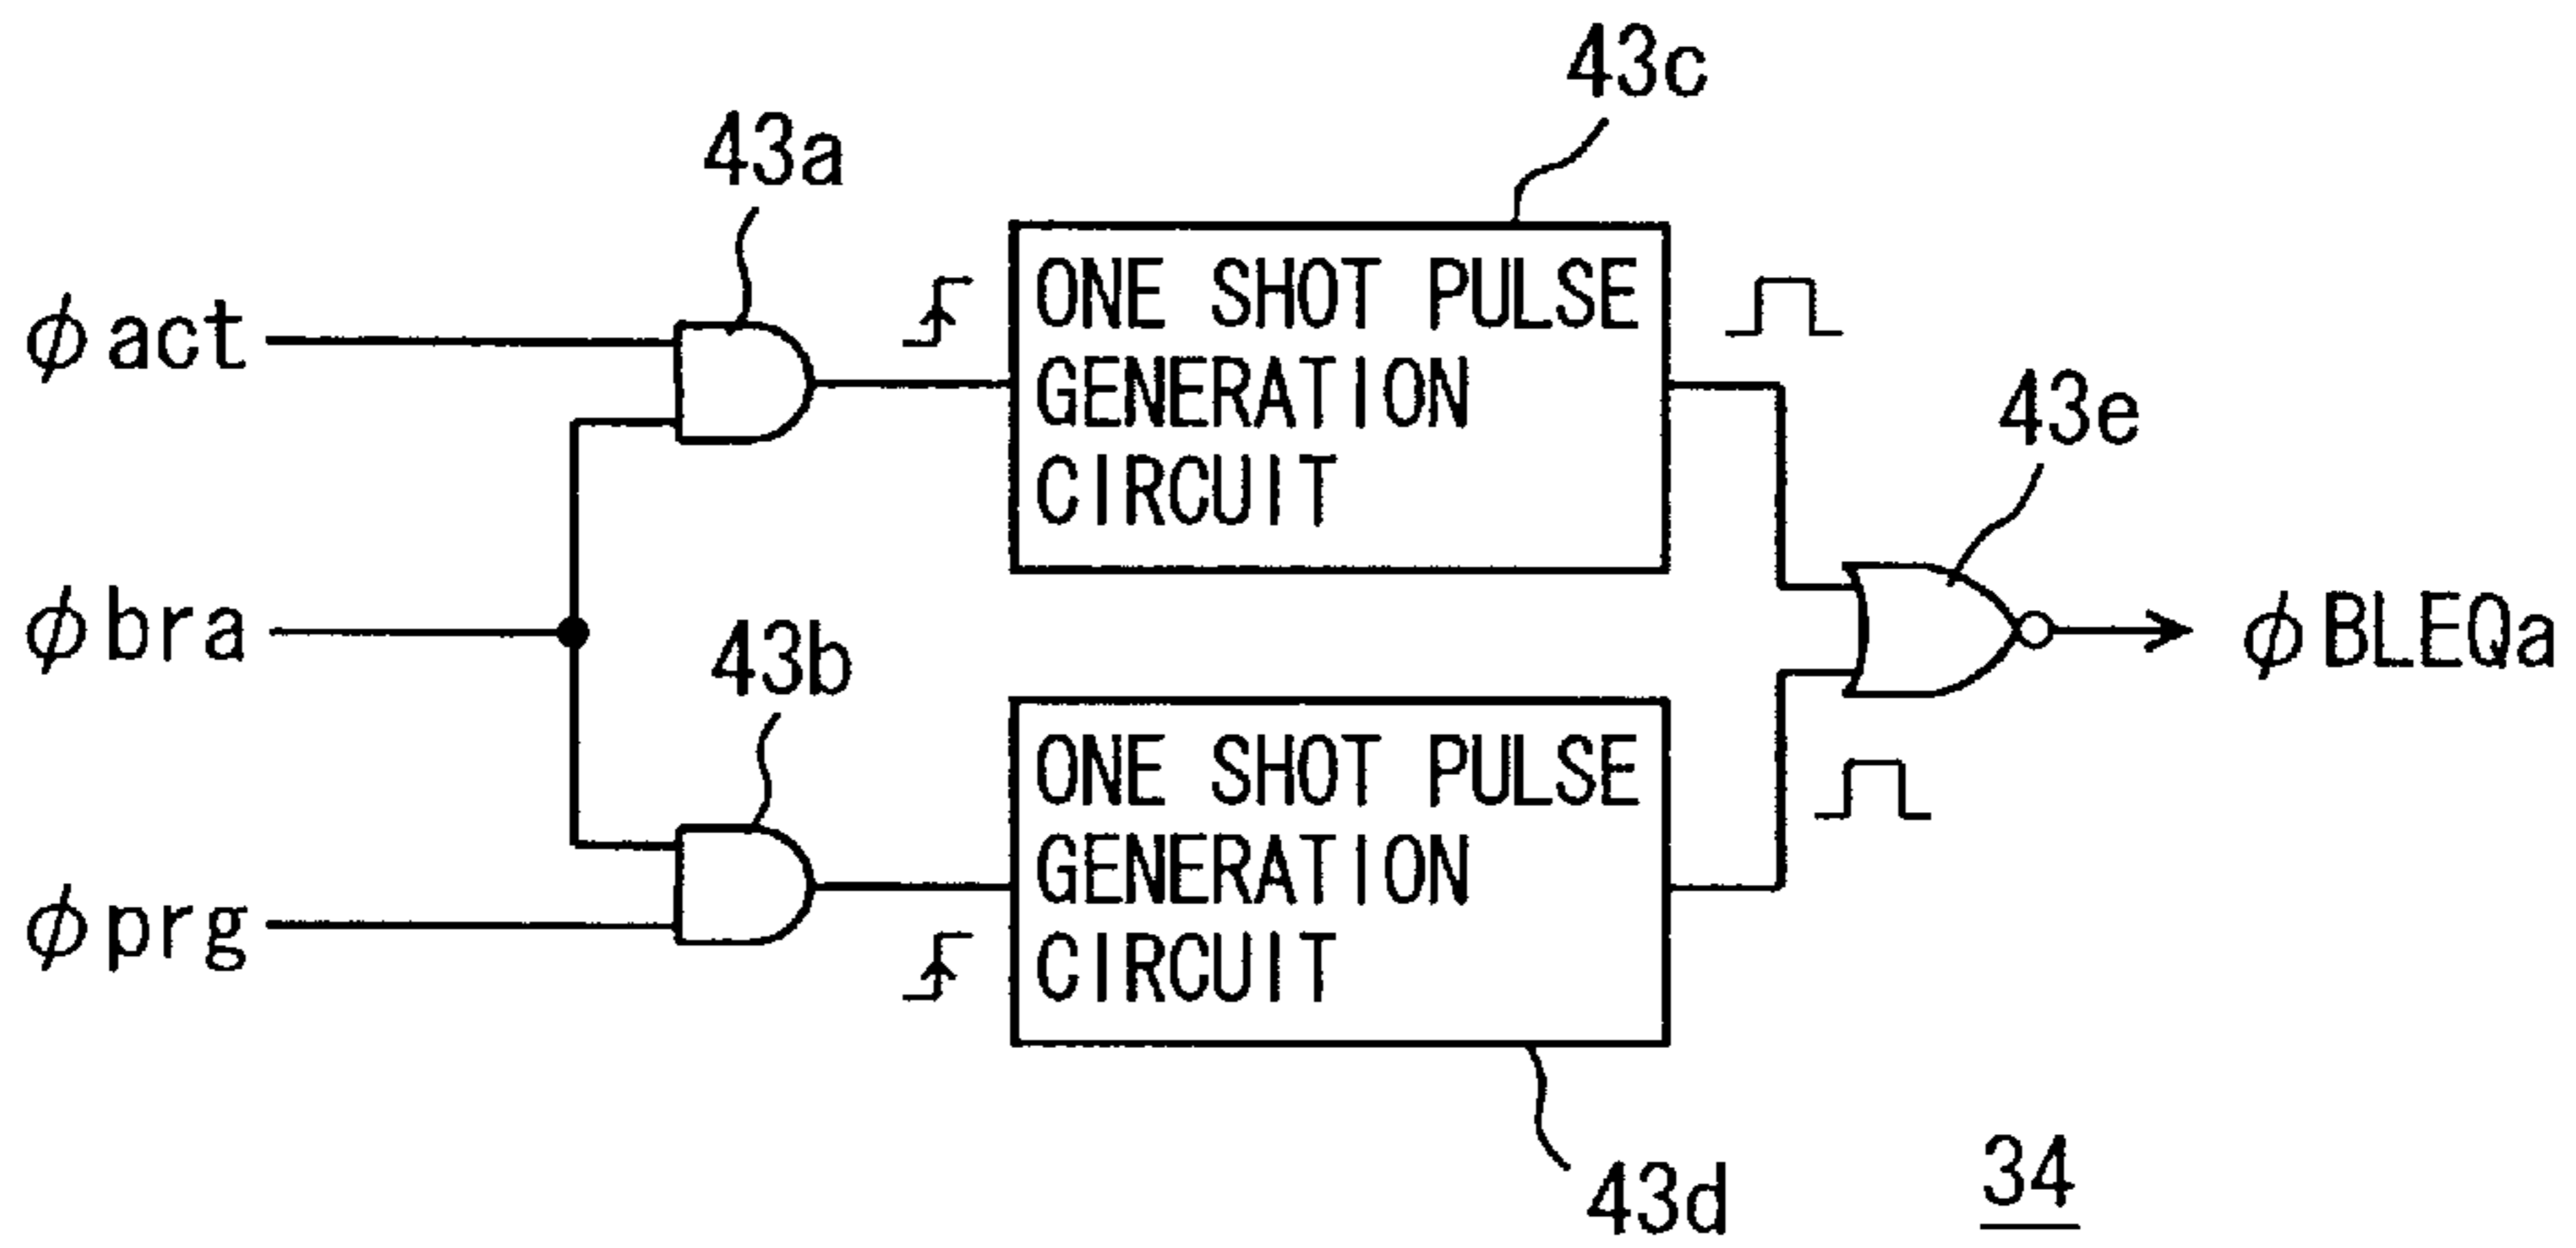 43c
43a
ONE SHOT PULSE
GENERATION
CIRCUIT
φact
43e
φbra
φBLEQa
43b
ONE SHOT PULSE
GENERATION
CIRCUIT
φprg
43d
34